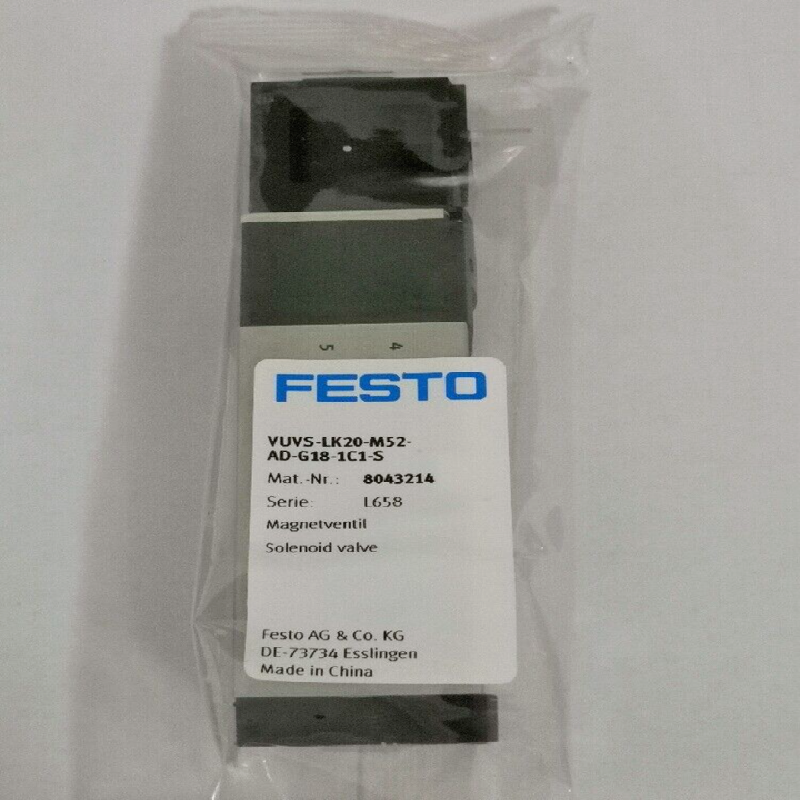 5 4
FESTO
VUVS-LK20-M52-
AD-G18-1C1-S
Mat.-Nr.: 8043214
Serie: L658
Magnetventil
Solenoid valve
Festo AG & Co. KG
DE-73734 Esslingen
Made in China